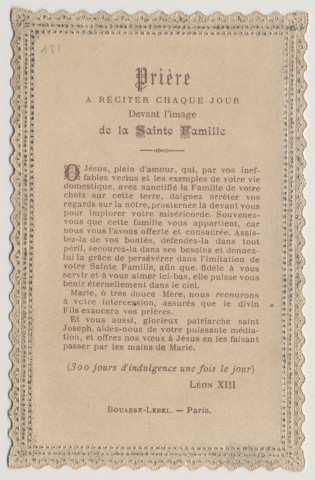 138
Prière
A RÉCITER CHAQUE JOUR
Devant l'image
de la Sainte Famille
O Jésus, plein d'amour, qui, par vos inef-
fables vertus et les exemples de votre vie
domestique, avez sanctifié la Famille de votre
choix sur cette terre, daignez arrêter vos
regards sur la nôtre, prosternée là devant vous
pour implorer votre miséricorde. Souvenez-
vous que cette famille vous appartient, car
nous vous l'avons offerte et consacrée. Assis-
tez-la de vos bontés, défendez-la dans tout
péril, secourez-la dans ses besoins et donnez-
lui la grâce de persévérer dans l'imitation de
votre Sainte Famille, afin que, fidèle à vous
servir et à vous aimer ici-bas, elle puisse vous
bénir éternellement dans le ciel.
Marie, ô très douce Mère, nous recourons
à votre intercession, assurés que le divin
Fils exaucera vos prières.
Et vous aussi, glorieux patriarche saint
Joseph, aidez-nous de votre puissante média-
tion, et offrez nos vœux à Jésus en les faisant
passer par les mains de Marie.
(300 jours d'indulgence une fois le jour)
LÉON XIII
BOUASSE-LEBEL. — PARIS.